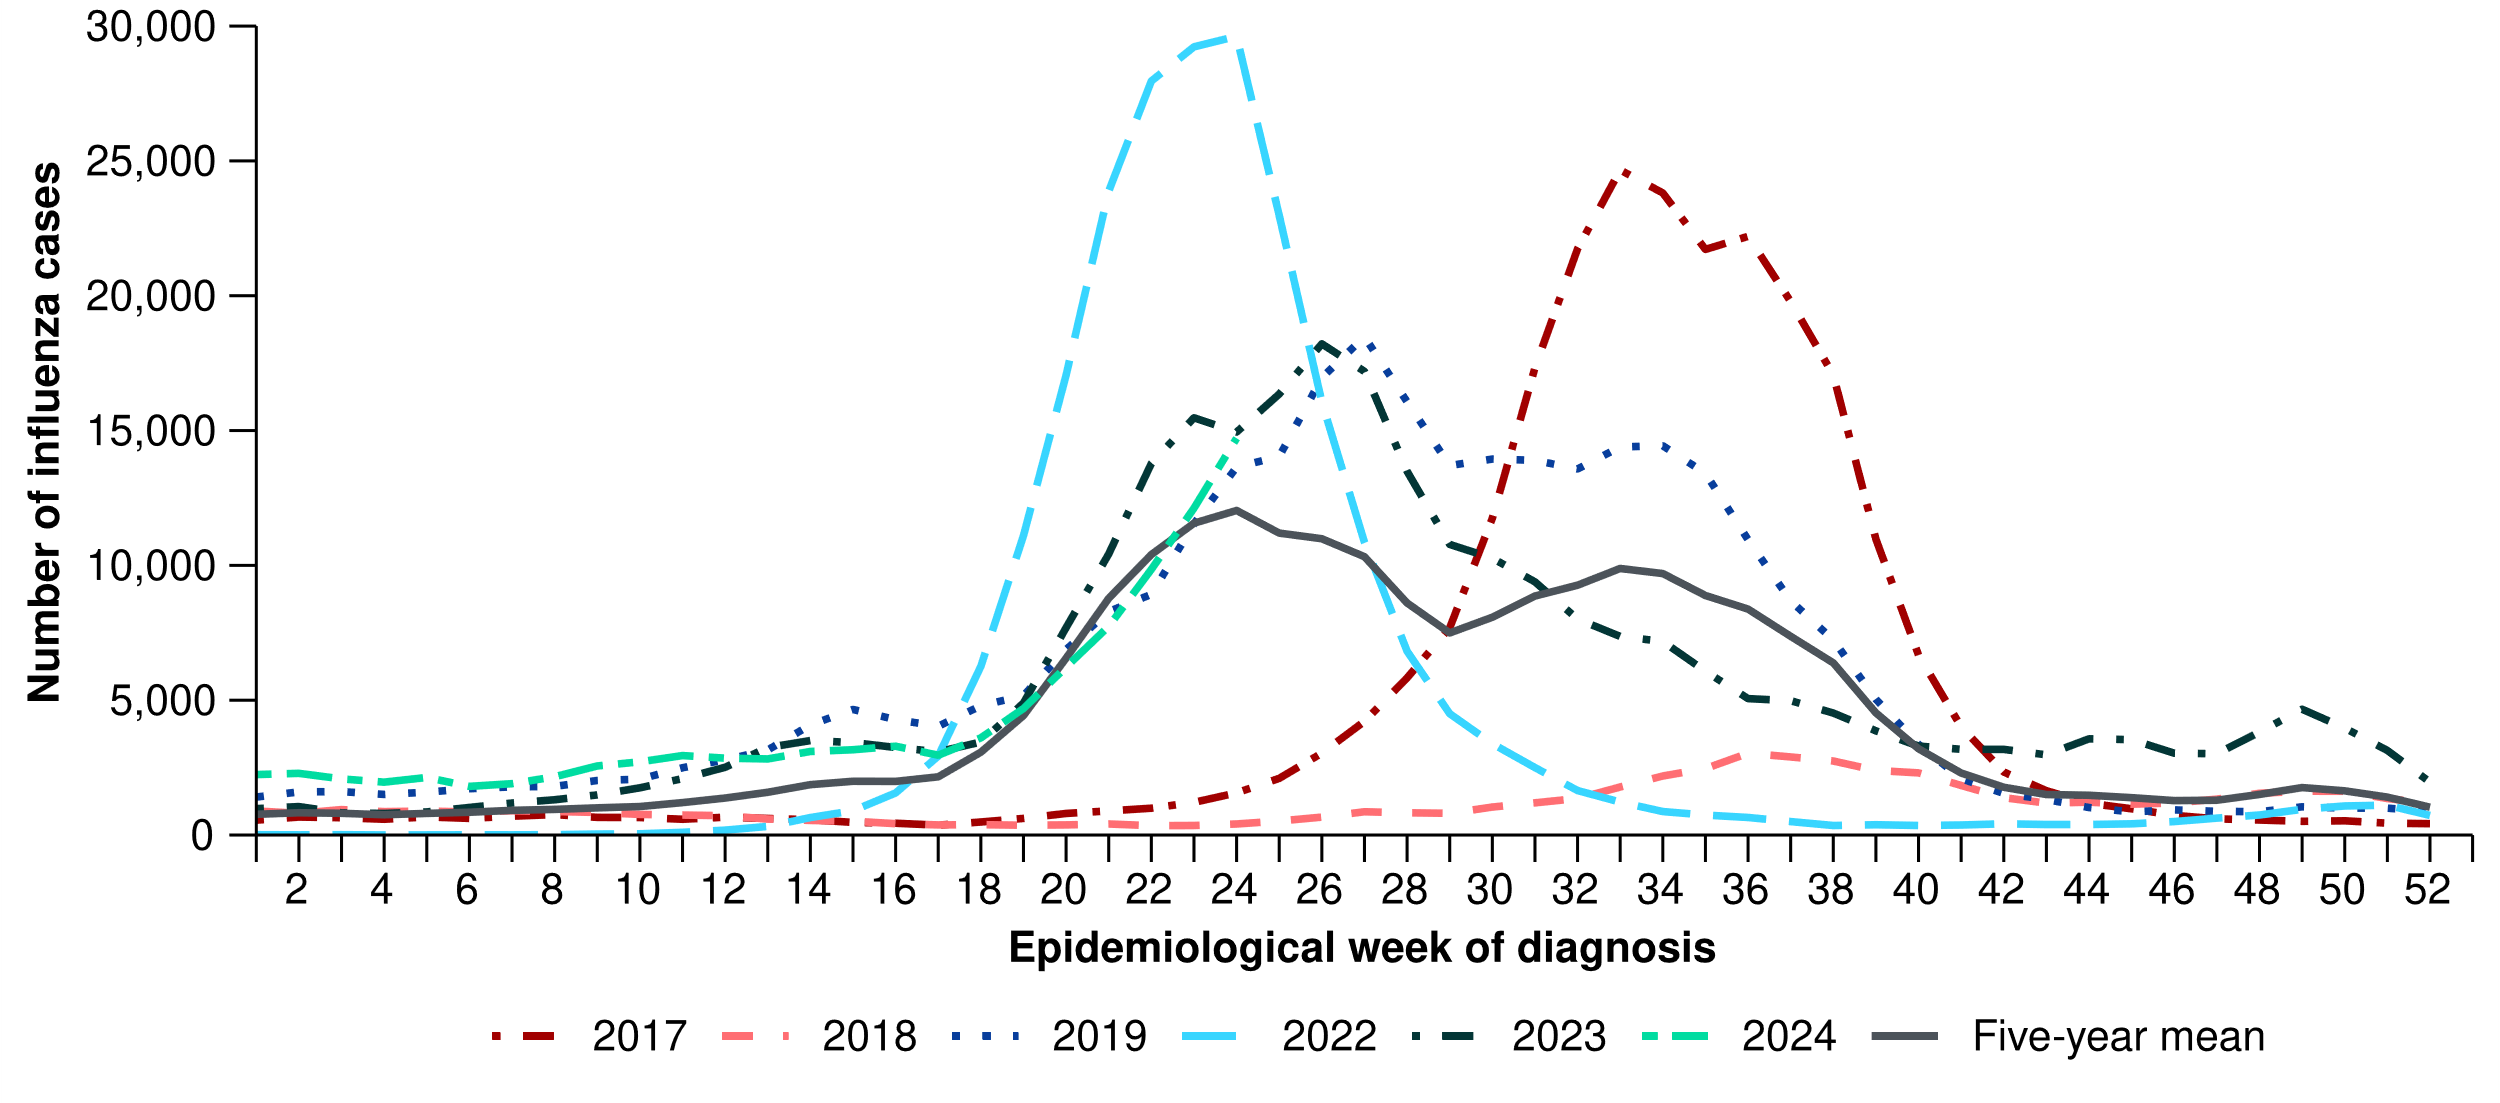 30,000
25,000
20,000
15,000
10,000
5,000
0
Number of influenza cases
2 4 6 8 10 12 14 16 18 20 22 24 26 28 30 32 34 36 38 40 42 44 46 48 50 52
Epidemiological week of diagnosis
2017 2018 2019 2022 2023 2024 Five-year mean